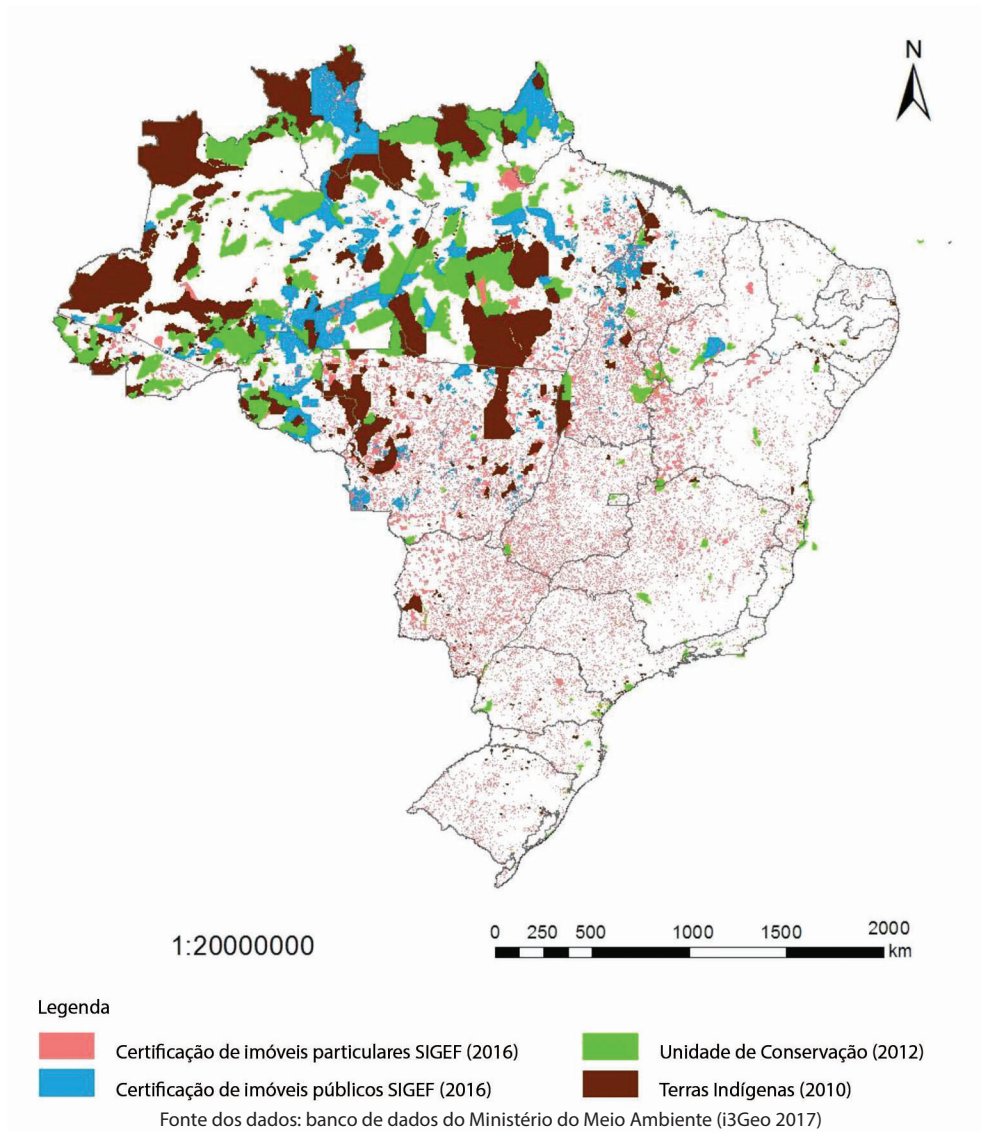 N
1:20000000
0 250 500 1000 1500 2000
km
Legenda
Certificação de imóveis particulares SIGEF (2016)
Unidade de Conservação (2012)
Certificação de imóveis públicos SIGEF (2016)
Terras Indígenas (2010)
Fonte dos dados: banco de dados do Ministério do Meio Ambiente (i3Geo 2017)